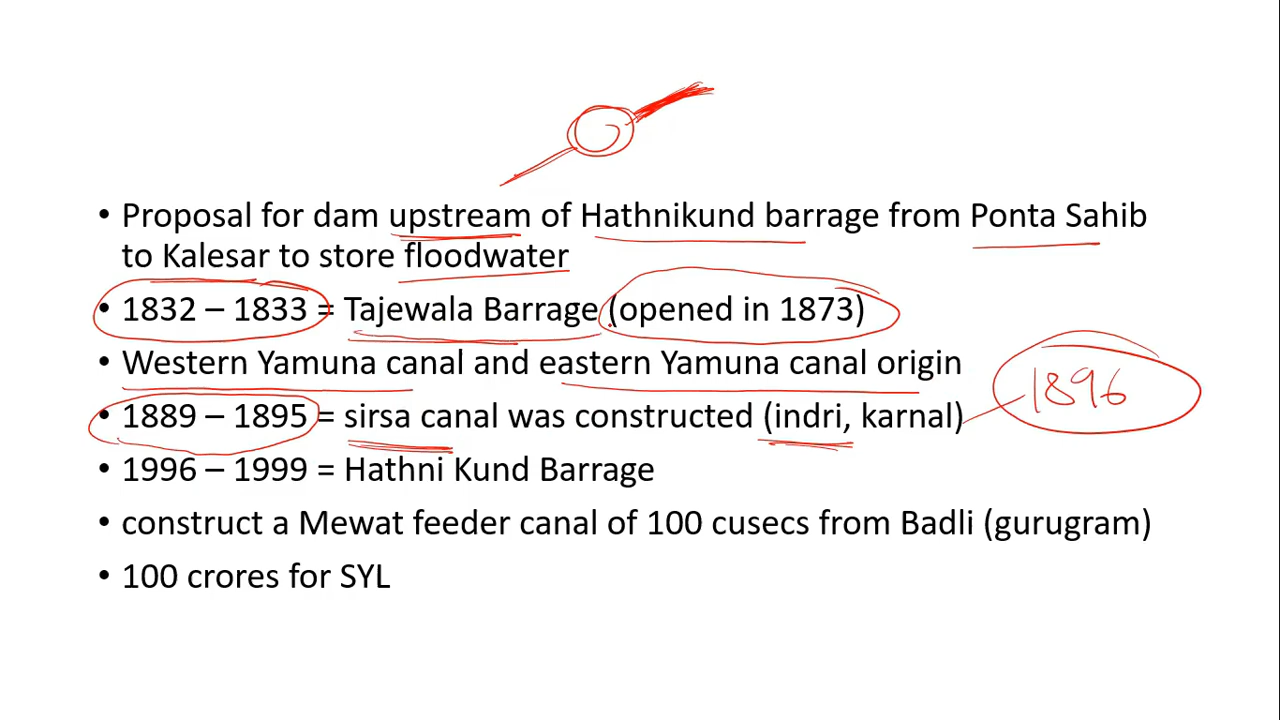 • Proposal for dam upstream of Hathnikund barrage from Ponta Sahib
to Kalesar to store floodwater
• 1832 – 1833 = Tajewala Barrage (opened in 1873)
• Western Yamuna canal and eastern Yamuna canal origin
• 1889 – 1895 = sirsa canal was constructed (indri, karnal)
1896
• 1996 – 1999 = Hathni Kund Barrage
• construct a Mewat feeder canal of 100 cusecs from Badli (gurugram)
• 100 crores for SYL